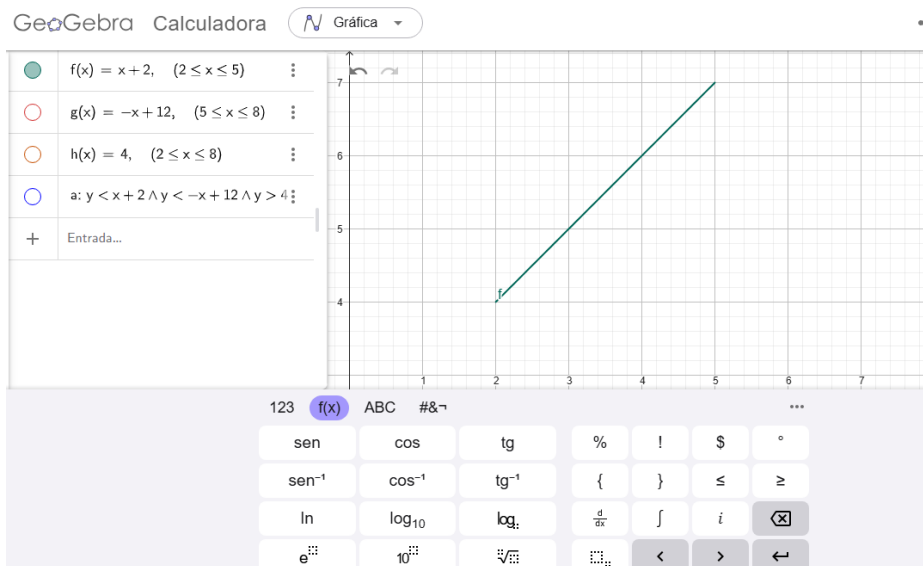 GeoGebra Calculadora Gráfica
f(x) = x + 2, (2 ≤ x ≤ 5)
g(x) = −x + 12, (5 ≤ x ≤ 8)
h(x) = 4, (2 ≤ x ≤ 8)
a: y < x + 2 ∧ y < −x + 12 ∧ y > 4
+ Entrada...
7
6
5
4
f
1 2 3 4 5 6 7
123 f(x) ABC #&¬
sen cos tg % ! $ °
sen⁻¹ cos⁻¹ tg⁻¹ { } ≤ ≥
ln log₁₀ log d/dx ∫ i
e 10 √ < >